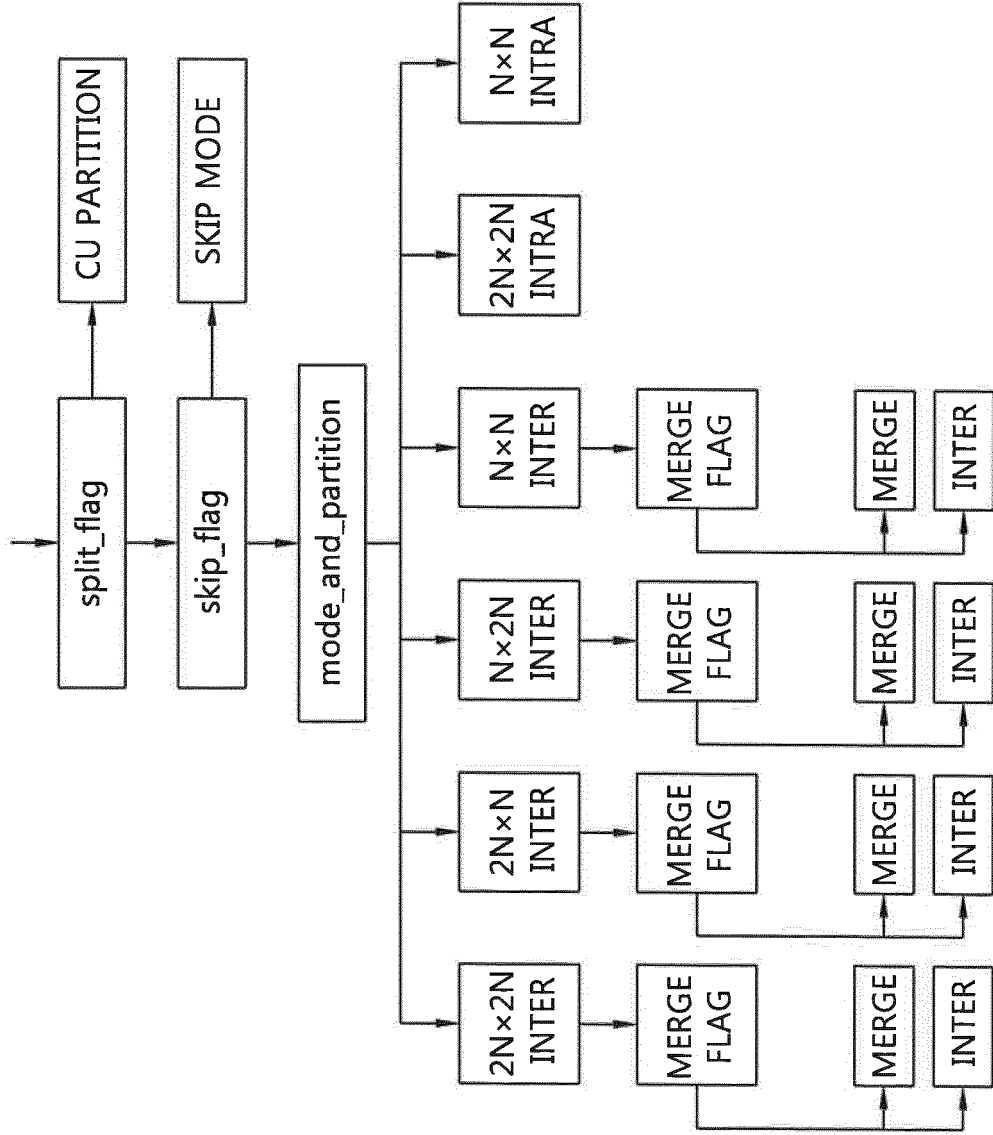 split_flag
CU PARTITION
skip_flag
SKIP MODE
mode_and_partition
2N×2N
INTER
2N×N
INTER
N×2N
INTER
N×N
INTER
2N×2N
INTRA
N×N
INTRA
MERGE
FLAG
MERGE
FLAG
MERGE
FLAG
MERGE
FLAG
MERGE
INTER
MERGE
INTER
MERGE
INTER
MERGE
INTER